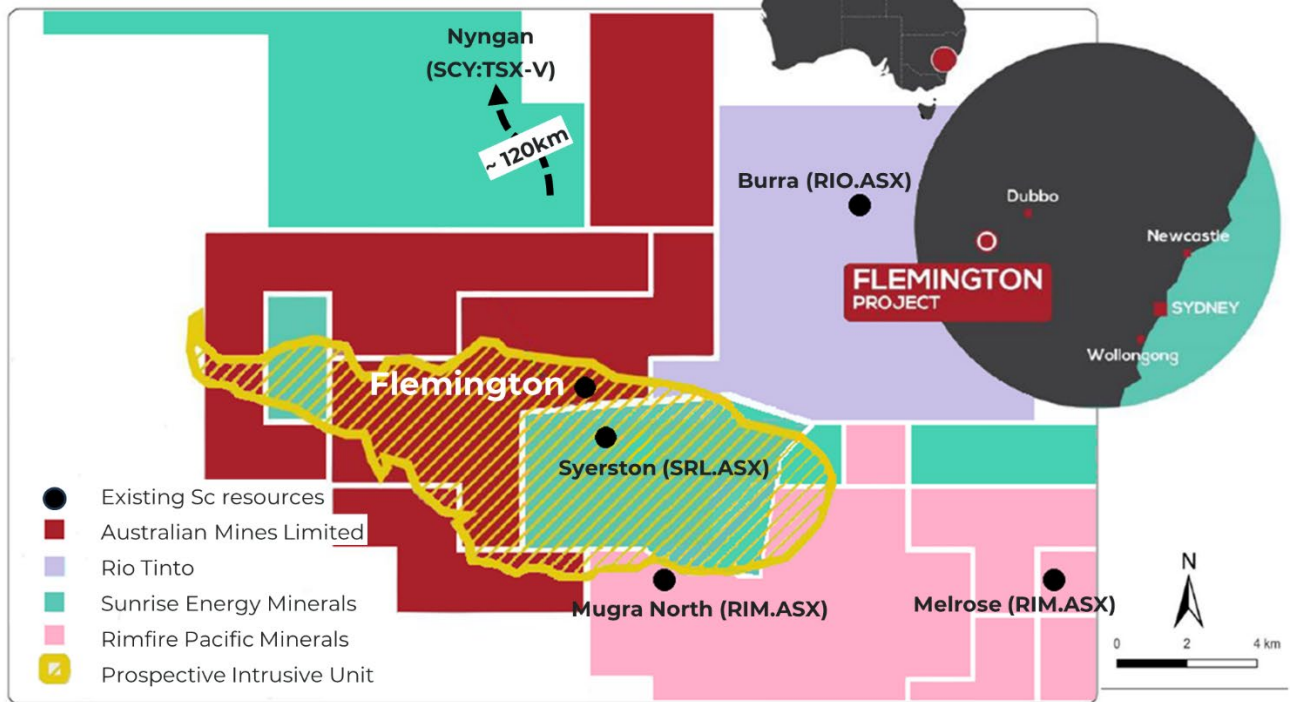 Nyngan
(SCY:TSX-V)
~ 120km
Burra (RIO.ASX)
Dubbo
Newcastle
FLEMINGTON
PROJECT
SYDNEY
Wollongong
Flemington
Syerston (SRL.ASX)
Existing Sc resources
Australian Mines Limited
Rio Tinto
Sunrise Energy Minerals
Rimfire Pacific Minerals
Prospective Intrusive Unit
Mugra North (RIM.ASX)
Melrose (RIM.ASX)
N
0 2 4 km